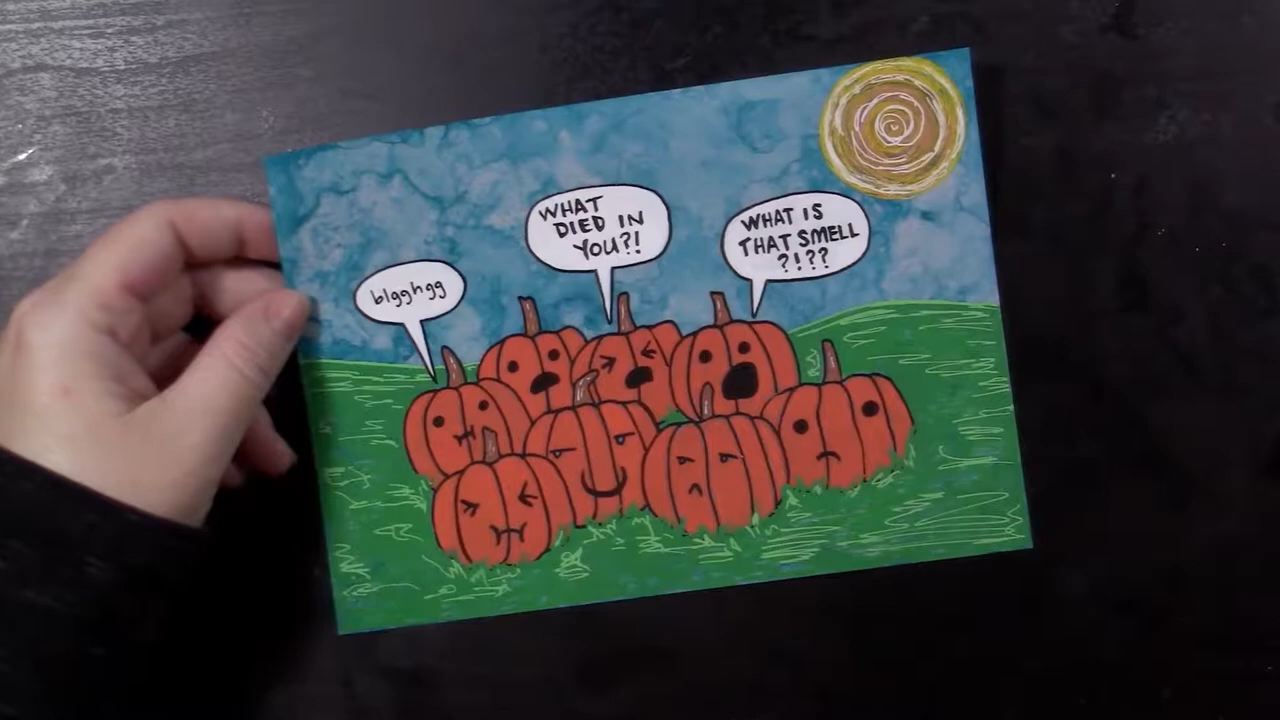 blgghgg
WHAT
DIED IN
YOU?!
WHAT IS
THAT SMELL
?!??